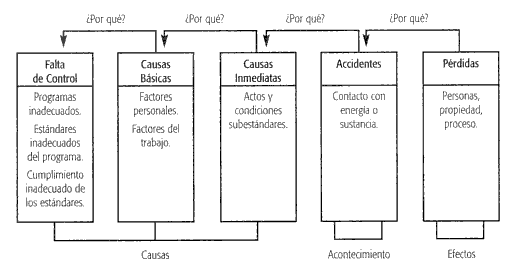 ¿Por qué? ¿Por qué? ¿Por qué? ¿Por qué?
Falta
de Control
Programas
inadecuados.
Estándares
inadecuados
del programa.
Cumplimiento
inadecuado de
los estándares.
Causas
Básicas
Factores
personales.
Factores del
trabajo.
Causas
Inmediatas
Actos y
condiciones
subestándares.
Accidentes
Contacto con
energía o
sustancia.
Pérdidas
Personas,
propiedad,
proceso.
Causas
Acontecimiento
Efectos